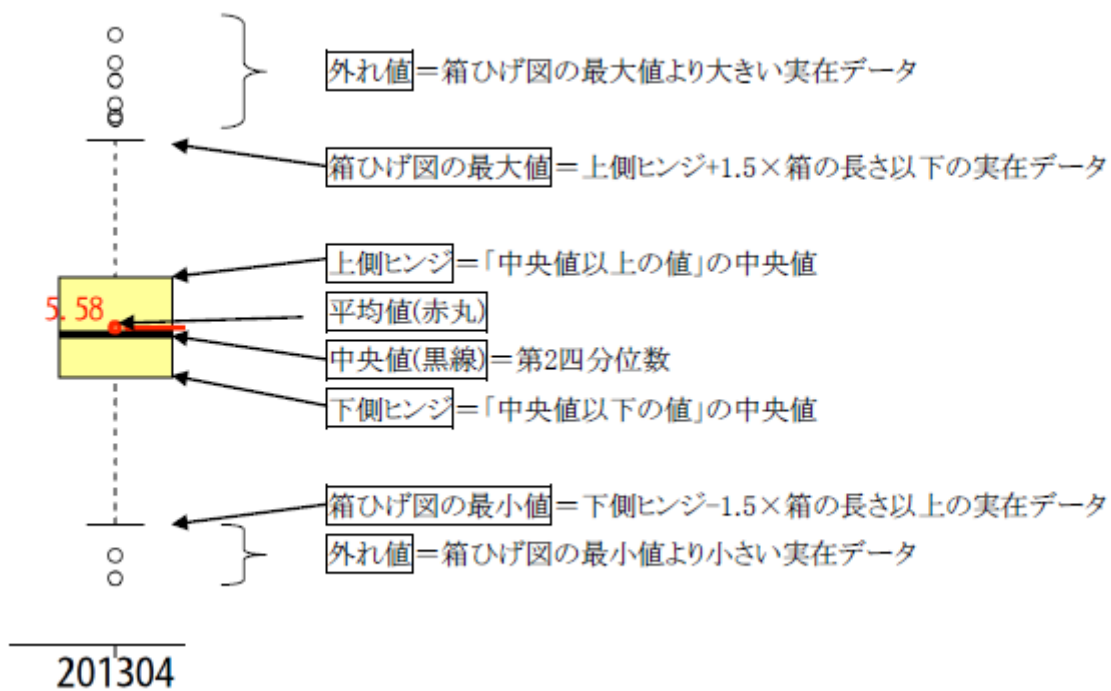 外れ値＝箱ひげ図の最大値より大きい実在データ
箱ひげ図の最大値＝上側ヒンジ+1.5×箱の長さ以下の実在データ
上側ヒンジ＝「中央値以上の値」の中央値
5.58
平均値(赤丸)
中央値(黒線)＝第2四分位数
下側ヒンジ＝「中央値以下の値」の中央値
箱ひげ図の最小値＝下側ヒンジ-1.5×箱の長さ以上の実在データ
外れ値＝箱ひげ図の最小値より小さい実在データ
201304